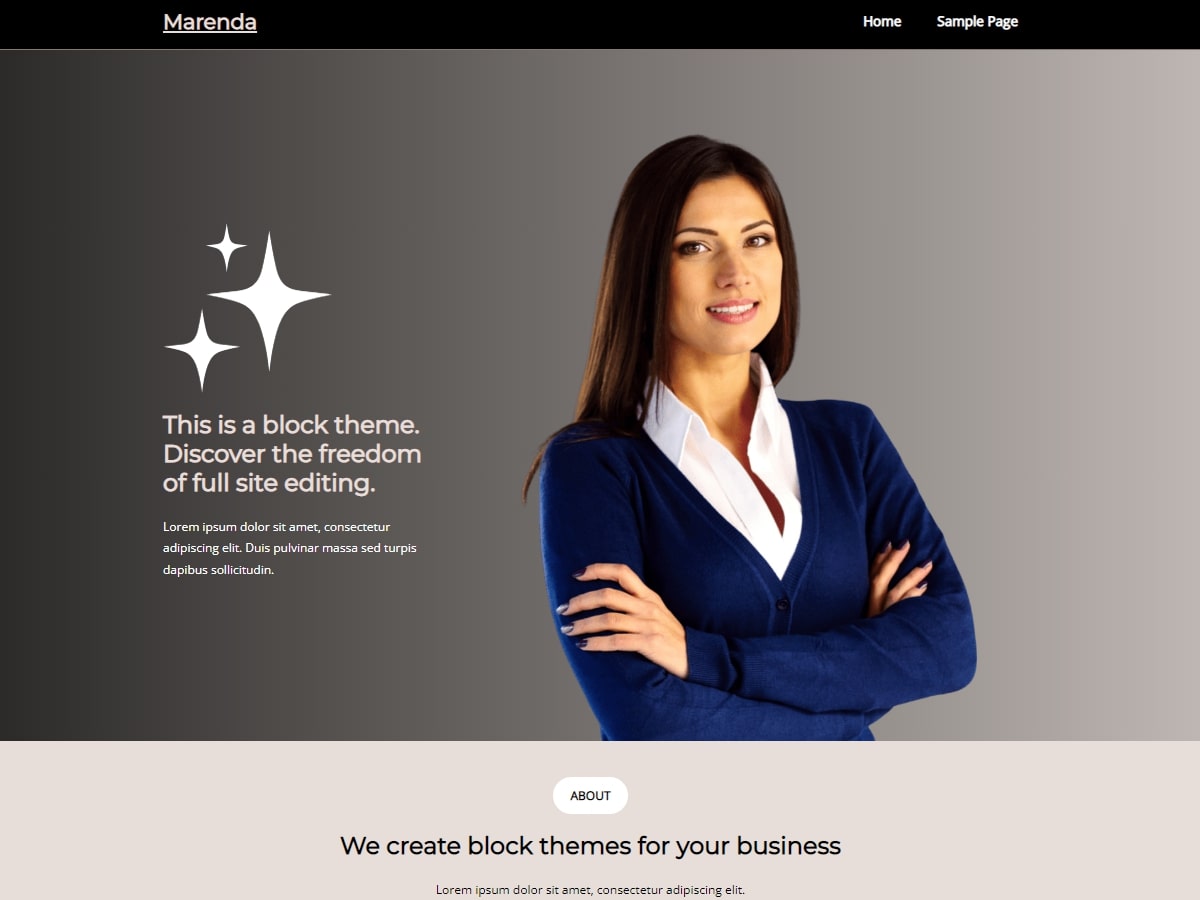 Marenda
Home
Sample Page
This is a block theme.
Discover the freedom
of full site editing.
Lorem ipsum dolor sit amet, consectetur
adipiscing elit. Duis pulvinar massa sed turpis
dapibus sollicitudin.
ABOUT
We create block themes for your business
Lorem ipsum dolor sit amet, consectetur adipiscing elit.